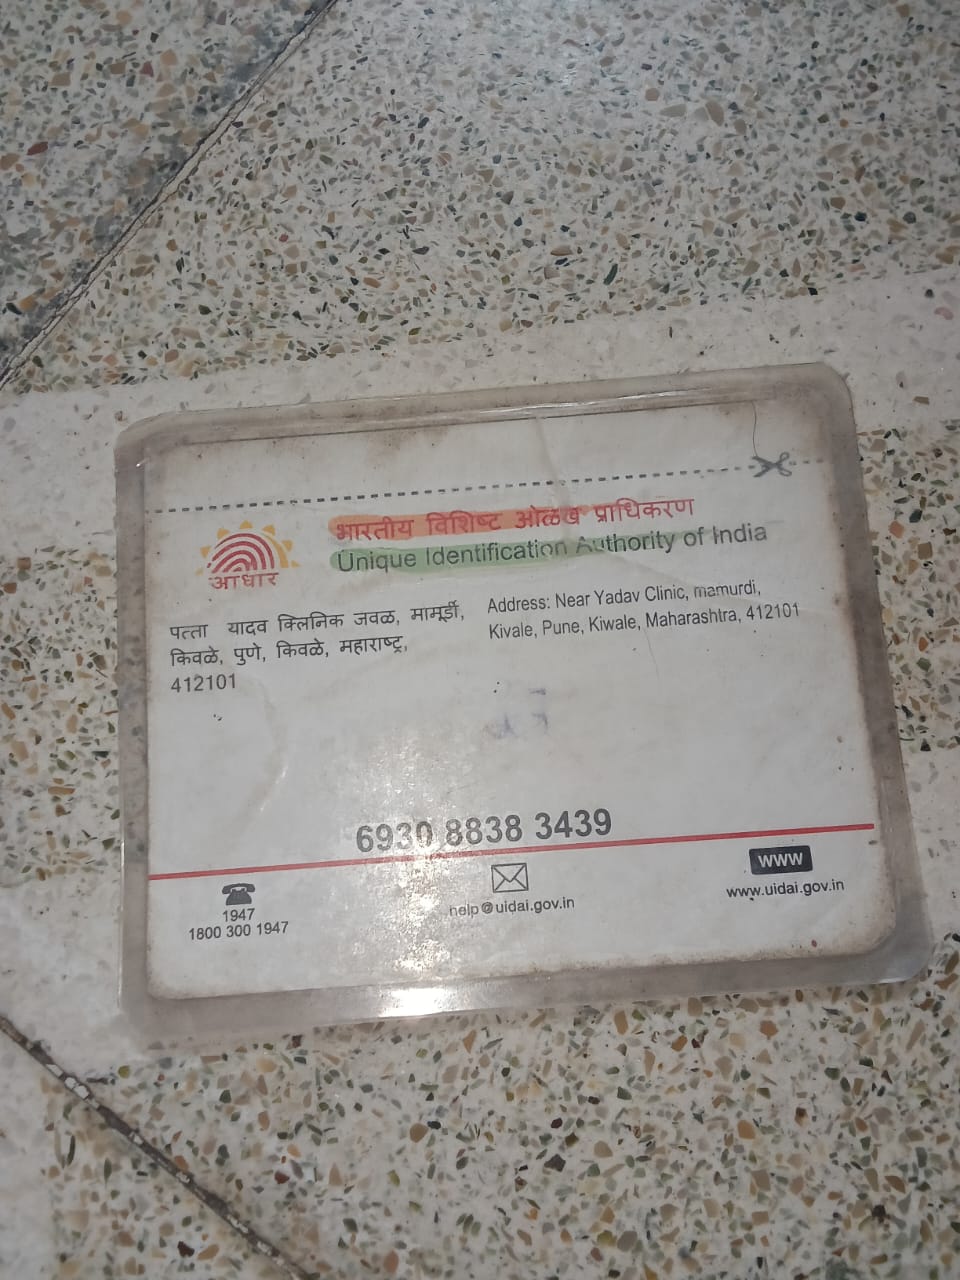 भारतीय विशिष्ट ओळख प्राधिकरण
Unique Identification Authority of India
आधार
पत्ता यादव क्लिनिक जवळ, मामूर्डी,
किवळे, पुणे, किवळे, महाराष्ट्र,
412101
Address: Near Yadav Clinic, mamurdi,
Kivale, Pune, Kiwale, Maharashtra, 412101
6930 8838 3439
1947
1800 300 1947
help@uidai.gov.in
www
www.uidai.gov.in